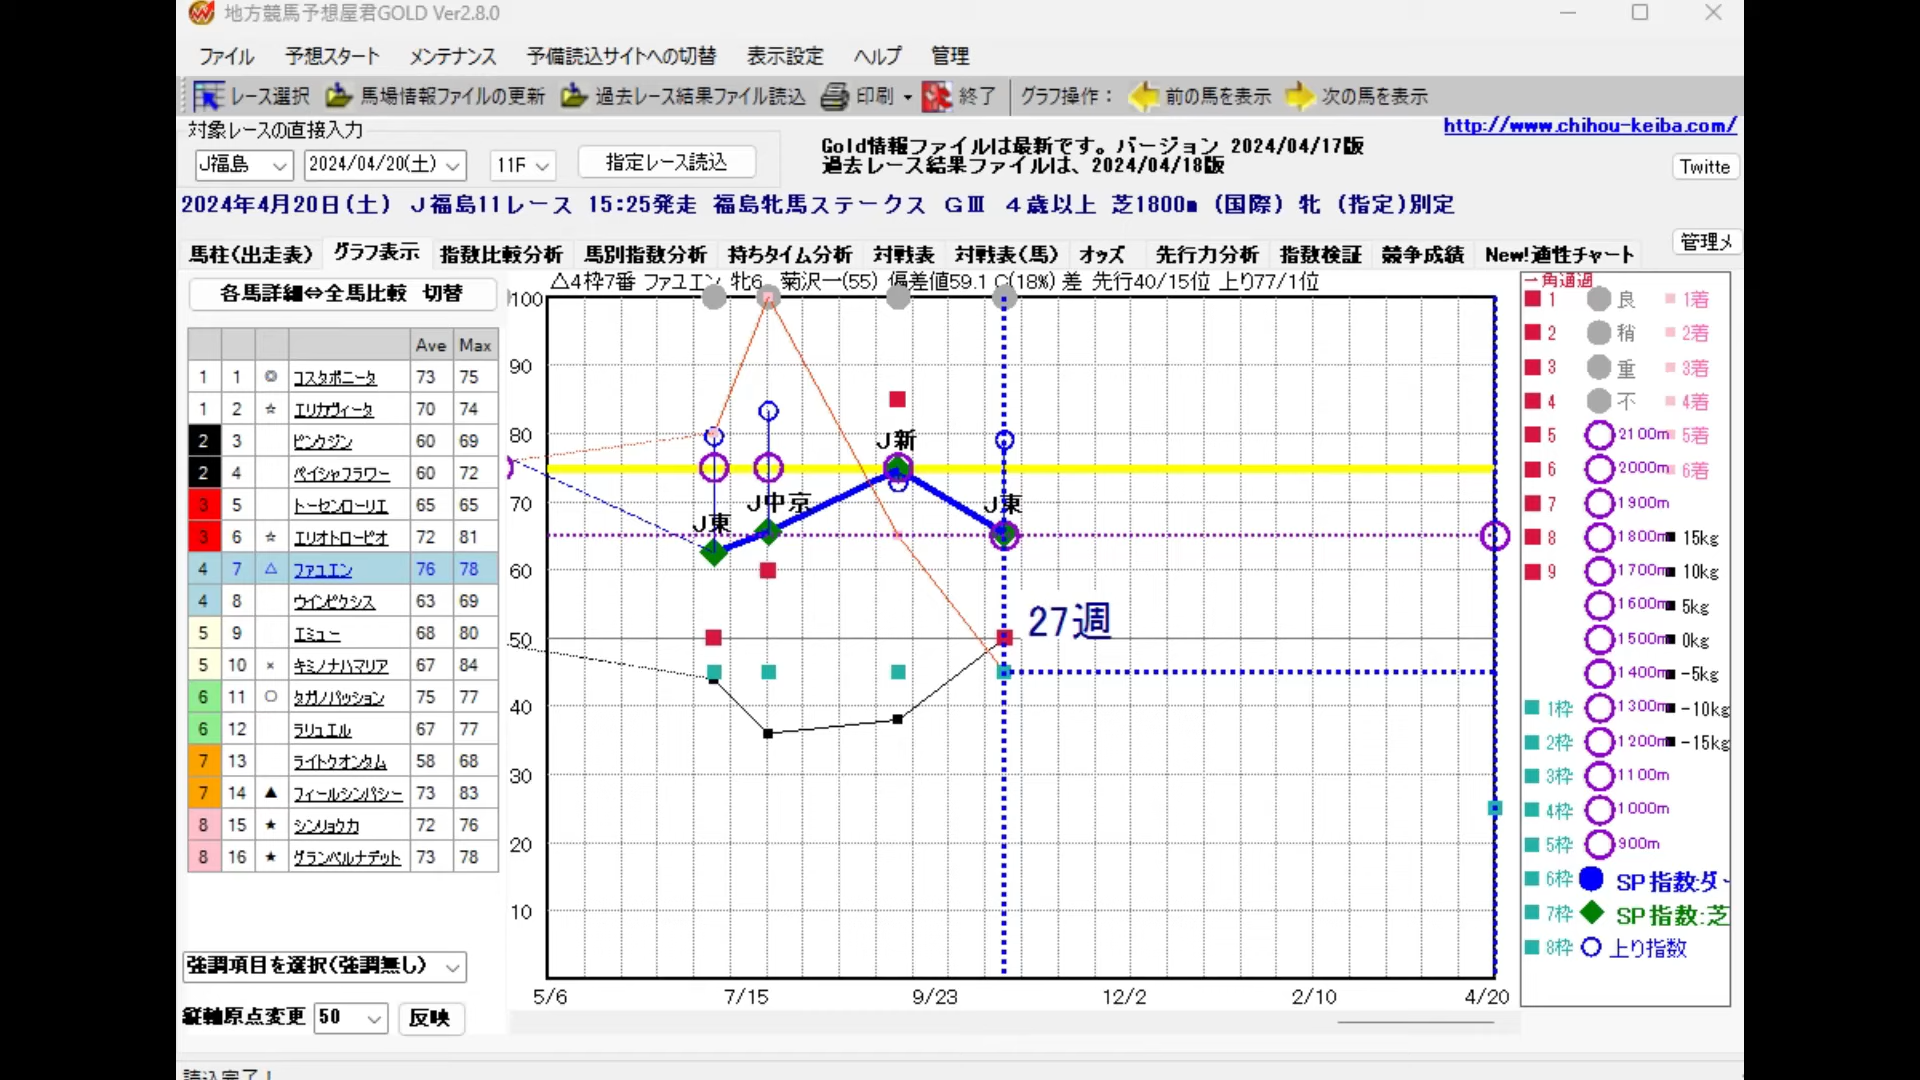 地方競馬予想屋君GOLD Ver2.8.0
ファイル 予想スタート メンテナンス 予備読込サイトへの切替 表示設定 ヘルプ 管理
レース選択 馬場情報ファイルの更新 過去レース結果ファイル読込 印刷 終了 グラフ操作： 前の馬を表示 次の馬を表示
対象レースの直接入力
http://www.chihou-keiba.com/
Gold情報ファイルは最新です。バージョン 2024/04/17版
過去レース結果ファイルは、2024/04/18版
J福島 2024/04/20(土) 11R 指定レース読込
Twitte
2024年4月20日(土) J福島11レース 15:25発走 福島牝馬ステークス GⅢ 4歳以上 芝1800m (国際) 牝 (指定)別定
管理メ
馬柱(出走表) グラフ表示 指数比較分析 馬別指数分析 持ちタイム分析 対戦表 対戦表(馬) オッズ 先行力分析 指数検証 競争成績 New!適性チャート
各馬詳細⇔全馬比較 切替
△4枠7番 ファユエン 牝6 菊沢一(55) 偏差値59.1 C(18%) 差 先行40/15位 上り77/1位
Ave Max
1 1 ◎ コスタボニータ 73 75
1 2 ☆ エリカヴィータ 70 74
2 3 ピンクジン 60 69
2 4 ペイシャフラワー 60 72
3 5 トーセンローリエ 65 65
3 6 ☆ エリオトローピオ 72 81
4 7 △ ファユエン 76 78
4 8 ウインピクシス 63 69
5 9 エミュー 68 80
5 10 × キミノナハマリア 67 84
6 11 ○ タガノパッション 75 77
6 12 ラリュエル 67 77
7 13 ライトクオンタム 58 68
7 14 ▲ フィールシンパシー 73 83
8 15 ★ シンリョクカ 72 76
8 16 ★ グランベルナデット 73 78
強調項目を選択(強調無し)
縦軸原点変更 50 反映
100
90
80
70
60
50
40
30
20
10
J東
J中京
J新
J東
27週
5/6 7/15 9/23 12/2 2/10 4/20
一角通過
1 良 1着
2 稍 2着
3 重 3着
4 不 4着
5 2100m 5着
6 2000m 6着
7 1900m
8 1800m 15kg
9 1700m 10kg
1600m 5kg
1500m 0kg
1400m -5kg
1枠 1300m -10kg
2枠 1200m -15kg
3枠 1100m
4枠 1000m
5枠 900m
6枠 SP指数:ダ
7枠 SP指数:芝
8枠 上り指数
読込完了！